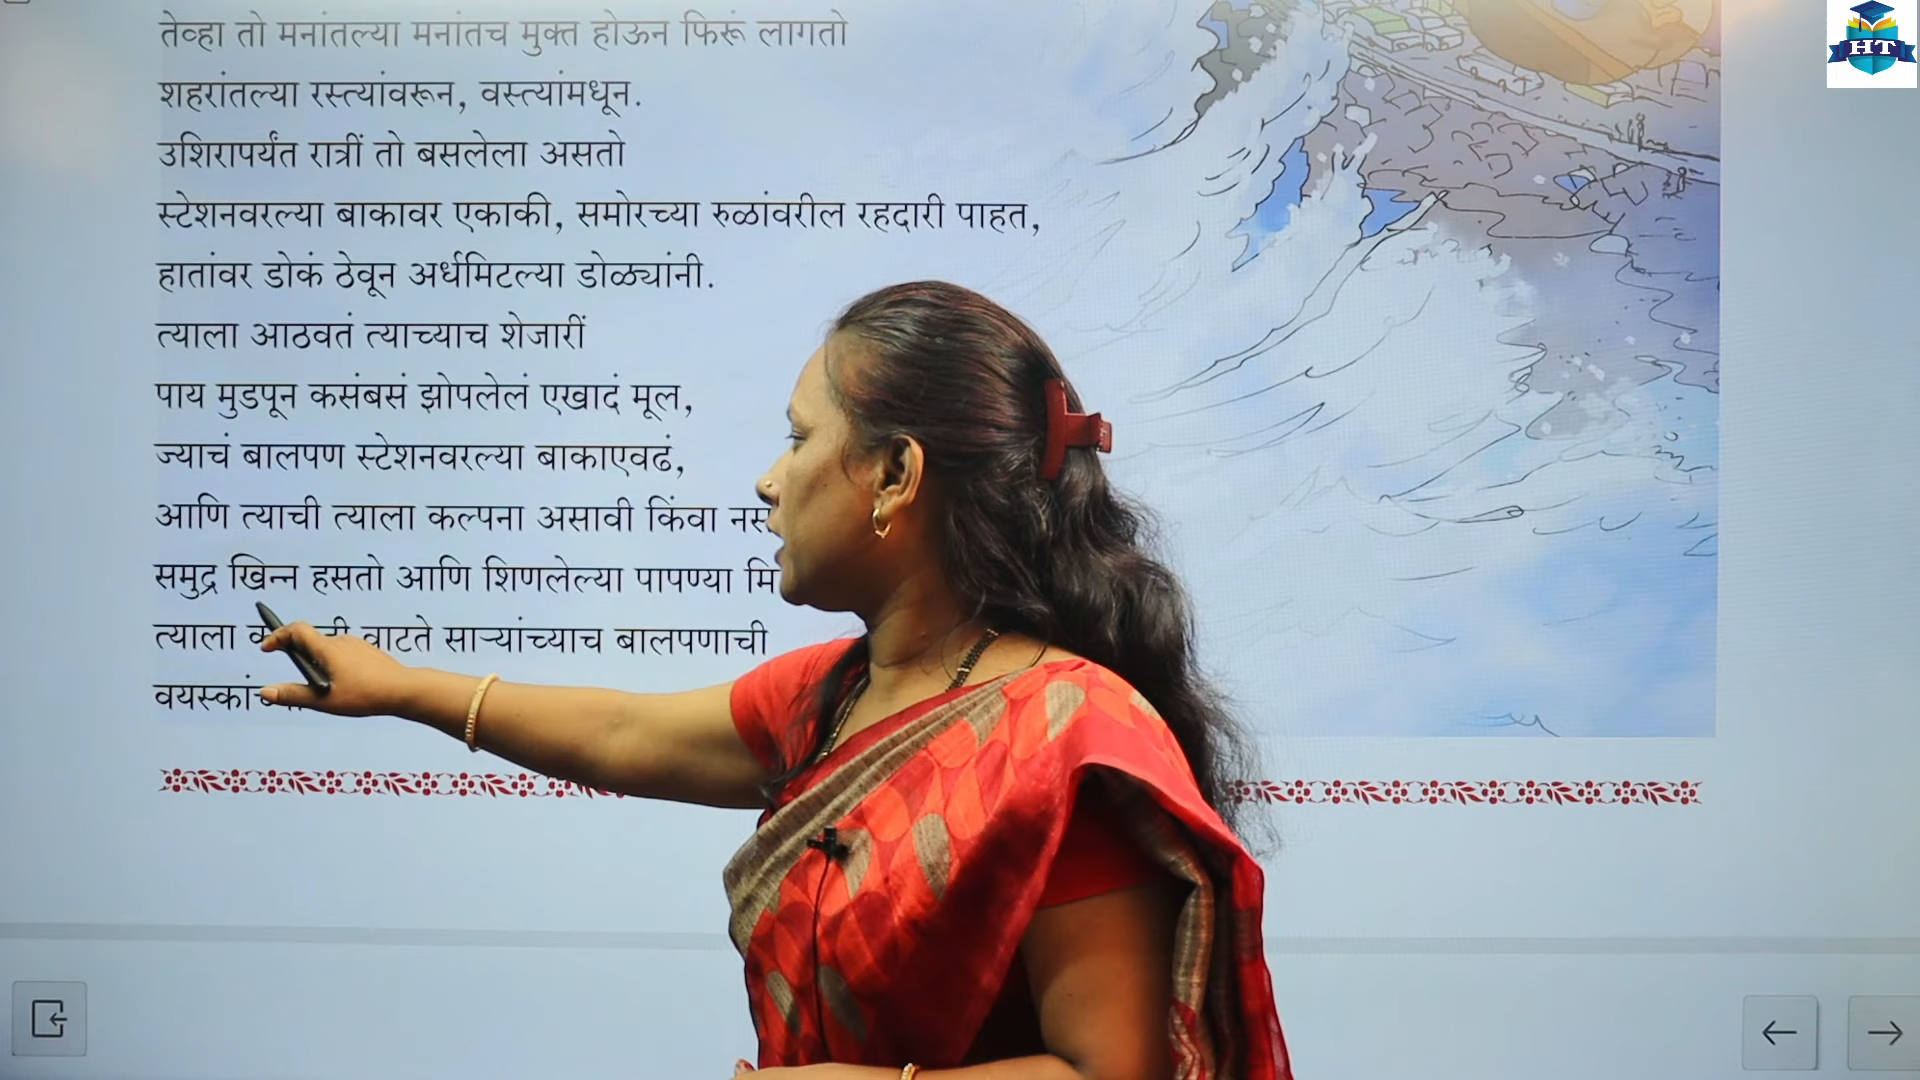 तेव्हा तो मनांतल्या मनांतच मुक्त होऊन फिरूं लागतो
शहरांतल्या रस्त्यांवरून, वस्त्यांमधून.
उशिरापर्यंत रात्रीं तो बसलेला असतो
स्टेशनवरल्या बाकावर एकाकी, समोरच्या रुळांवरील रहदारी पाहत,
हातांवर डोकं ठेवून अर्धमिटल्या डोळ्यांनी.
त्याला आठवतं त्याच्याच शेजारीं
पाय मुडपून कसंबसं झोपलेलं एखादं मूल,
ज्याचं बालपण स्टेशनवरल्या बाकाएवढं,
आणि त्याची त्याला कल्पना असावी किंवा
समुद्र खिन्न हसतो आणि शिणलेल्या पापण्या
त्याला वाटते साऱ्यांच्याच बालपणाची
HT